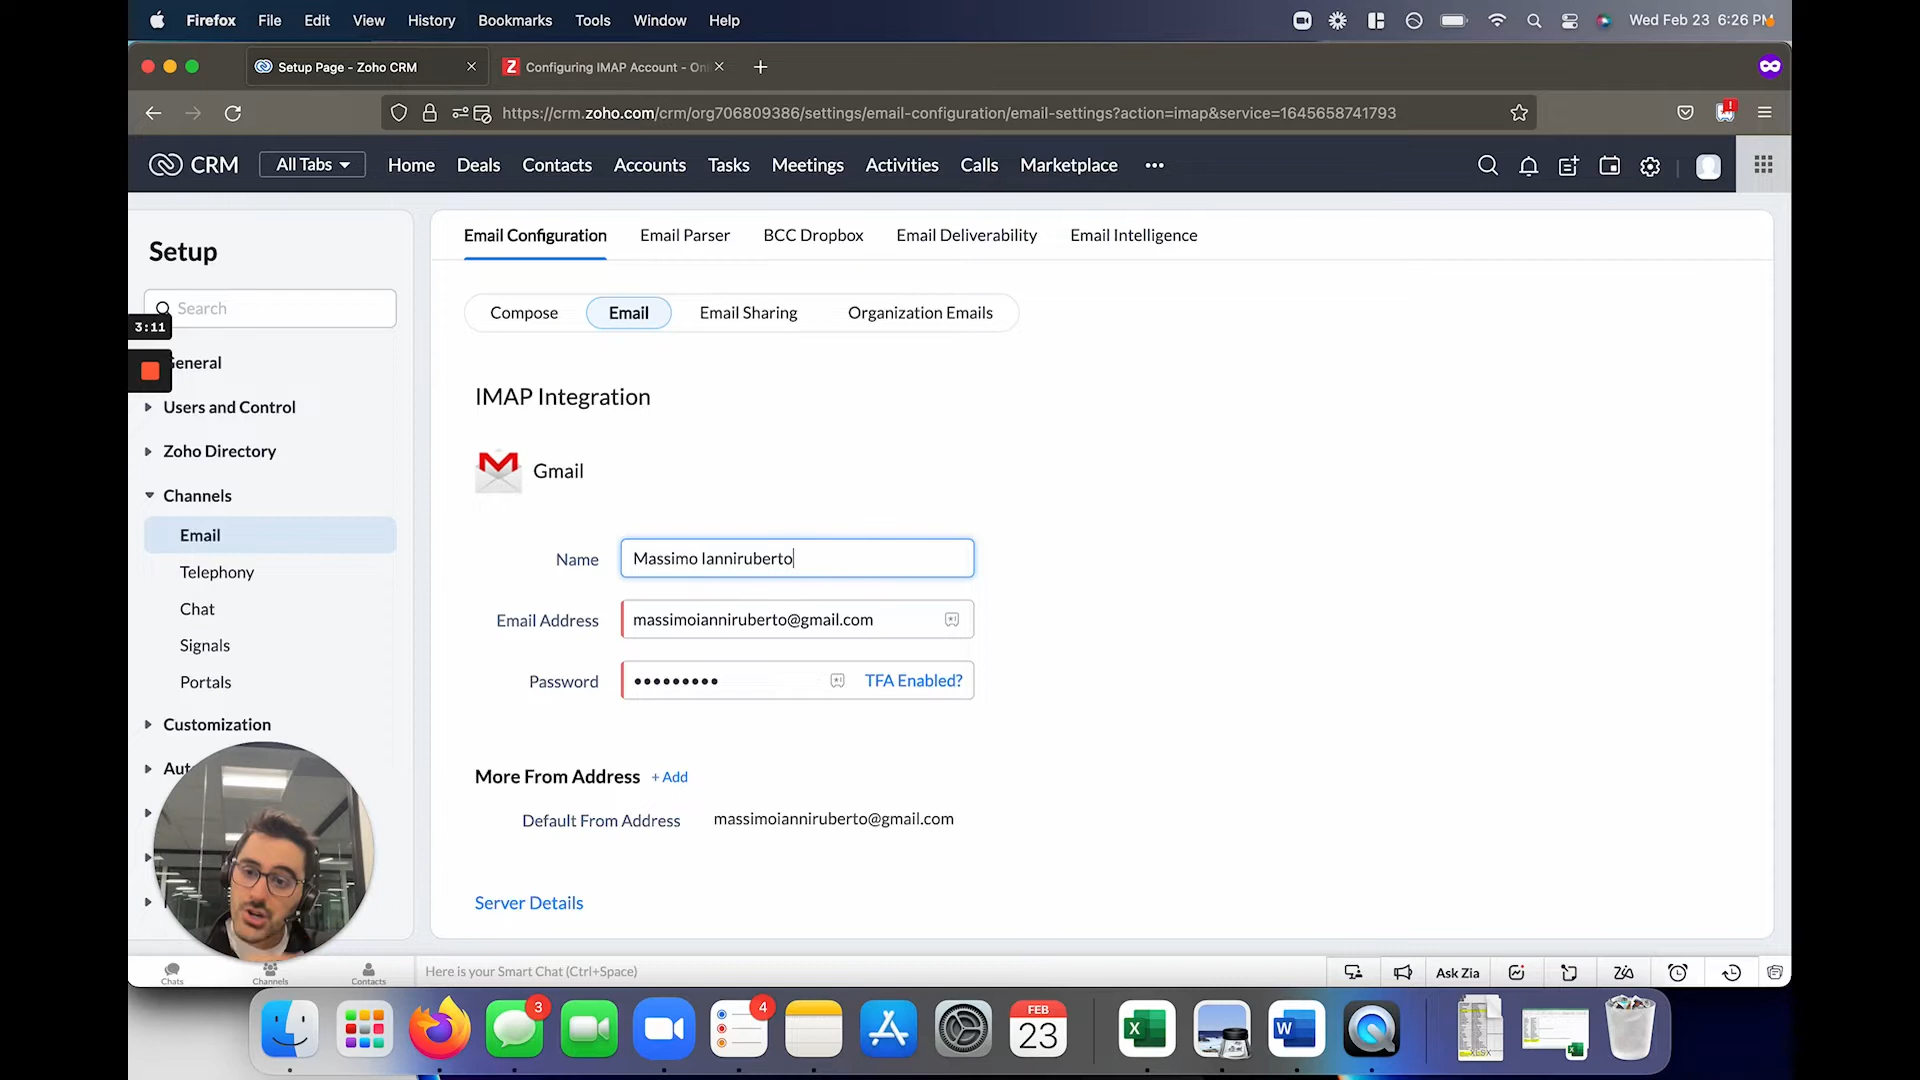 Firefox File Edit View History Bookmarks Tools Window Help Wed Feb 23 6:26 PM
Setup Page - Zoho CRM Configuring IMAP Account - On
https://crm.zoho.com/crm/org706809386/settings/email-configuration/email-settings?action=imap&service=1645658741793
CRM All Tabs Home Deals Contacts Accounts Tasks Meetings Activities Calls Marketplace
Setup
Search
3:11
General
Users and Control
Zoho Directory
Channels
Email
Telephony
Chat
Signals
Portals
Customization
Email Configuration Email Parser BCC Dropbox Email Deliverability Email Intelligence
Compose Email Email Sharing Organization Emails
IMAP Integration
Gmail
Name Massimo Ianniruberto
Email Address massimoianniruberto@gmail.com
Password ••••••••• TFA Enabled?
More From Address + Add
Default From Address massimoianniruberto@gmail.com
Server Details
Chats Channels Contacts Here is your Smart Chat (Ctrl+Space) Ask Zia
3 4 FEB
23
XLSX